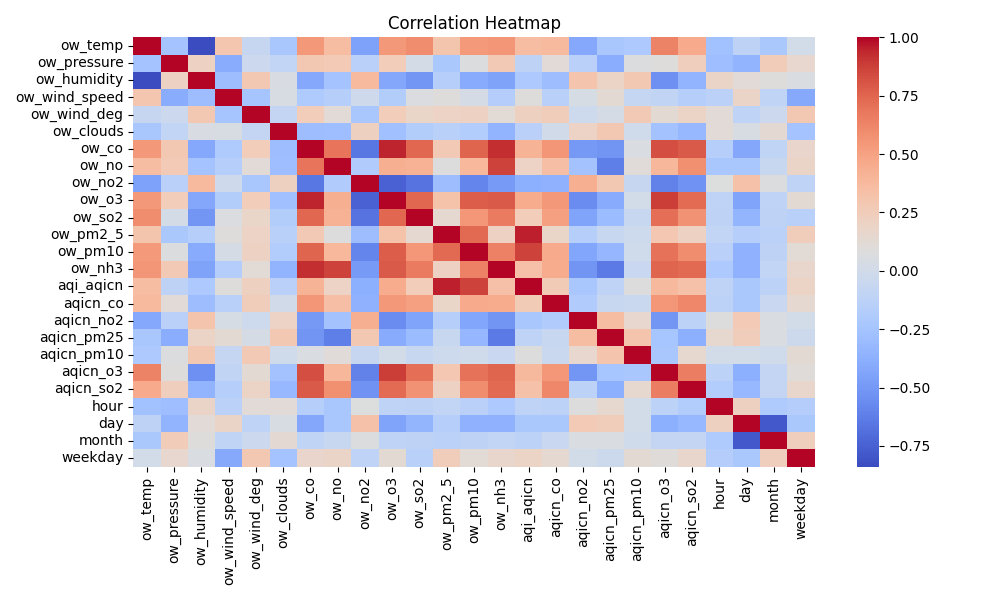 Correlation Heatmap
ow_temp
ow_pressure
ow_humidity
ow_wind_speed
ow_wind_deg
ow_clouds
ow_co
ow_no
ow_no2
ow_o3
ow_so2
ow_pm2_5
ow_pm10
ow_nh3
aqi_aqicn
aqicn_co
aqicn_no2
aqicn_pm25
aqicn_pm10
aqicn_o3
aqicn_so2
hour
day
month
weekday
ow_temp
ow_pressure
ow_humidity
ow_wind_speed
ow_wind_deg
ow_clouds
ow_co
ow_no
ow_no2
ow_o3
ow_so2
ow_pm2_5
ow_pm10
ow_nh3
aqi_aqicn
aqicn_co
aqicn_no2
aqicn_pm25
aqicn_pm10
aqicn_o3
aqicn_so2
hour
day
month
weekday
1.00
0.75
0.50
0.25
0.00
−0.25
−0.50
−0.75